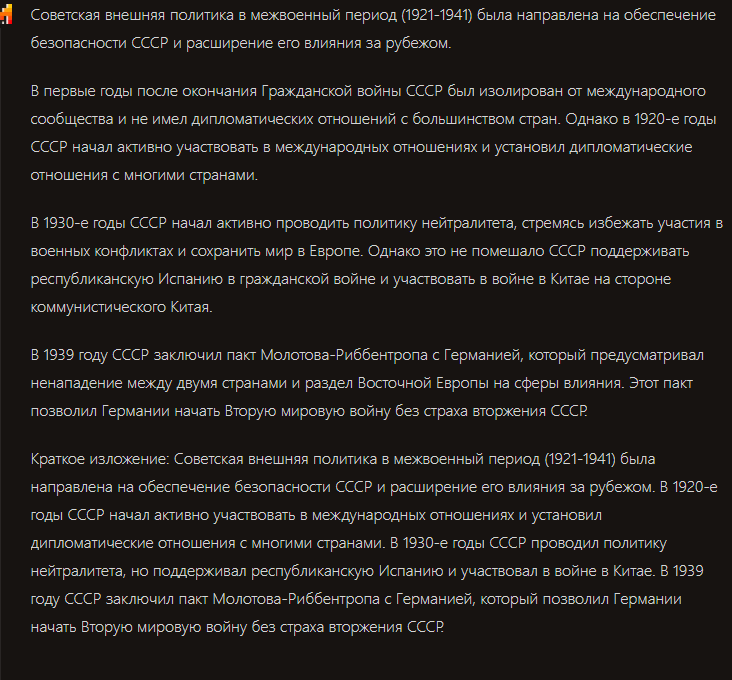 Советская внешняя политика в межвоенный период (1921-1941) была направлена на обеспечение
безопасности СССР и расширение его влияния за рубежом.
В первые годы после окончания Гражданской войны СССР был изолирован от международного
сообщества и не имел дипломатических отношений с большинством стран. Однако в 1920-е годы
СССР начал активно участвовать в международных отношениях и установил дипломатические
отношения с многими странами.
В 1930-е годы СССР начал активно проводить политику нейтралитета, стремясь избежать участия в
военных конфликтах и сохранить мир в Европе. Однако это не помешало СССР поддерживать
республиканскую Испанию в гражданской войне и участвовать в войне в Китае на стороне
коммунистического Китая.
В 1939 году СССР заключил пакт Молотова-Риббентропа с Германией, который предусматривал
ненападение между двумя странами и раздел Восточной Европы на сферы влияния. Этот пакт
позволил Германии начать Вторую мировую войну без страха вторжения СССР.
Краткое изложение: Советская внешняя политика в межвоенный период (1921-1941) была
направлена на обеспечение безопасности СССР и расширение его влияния за рубежом. В 1920-е
годы СССР начал активно участвовать в международных отношениях и установил
дипломатические отношения с многими странами. В 1930-е годы СССР проводил политику
нейтралитета, но поддерживал республиканскую Испанию и участвовал в войне в Китае. В 1939
году СССР заключил пакт Молотова-Риббентропа с Германией, который позволил Германии
начать Вторую мировую войну без страха вторжения СССР.